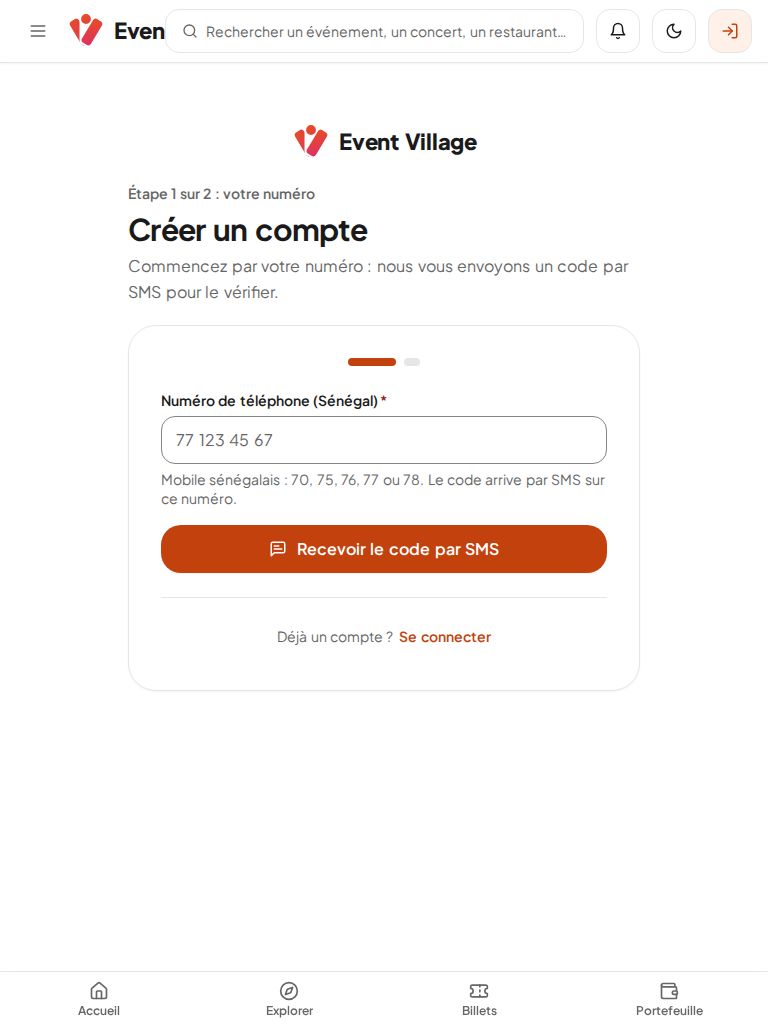 Even
Rechercher un événement, un concert, un restaurant...
Event Village
Étape 1 sur 2 : votre numéro
Créer un compte
Commencez par votre numéro : nous vous envoyons un code par
SMS pour le vérifier.
Numéro de téléphone (Sénégal) *
77 123 45 67
Mobile sénégalais : 70, 75, 76, 77 ou 78. Le code arrive par SMS sur
ce numéro.
Recevoir le code par SMS
Déjà un compte ? Se connecter
Accueil
Explorer
Billets
Portefeuille